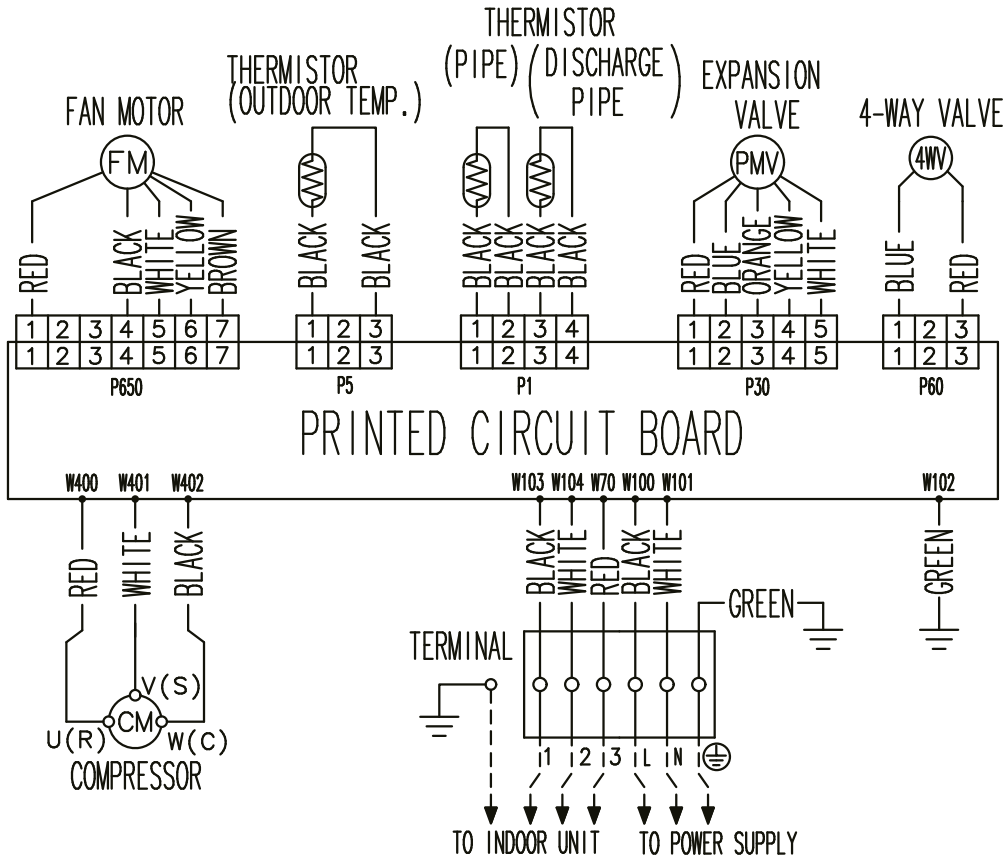 THERMISTOR
(PIPE) (DISCHARGE PIPE)
THERMISTOR
(OUTDOOR TEMP.)
EXPANSION
VALVE
FAN MOTOR
4-WAY VALVE
FM
PMV
4WV
RED BLACK WHITE YELLOW BROWN
BLACK BLACK
BLACK BLACK BLACK BLACK
RED BLUE ORANGE YELLOW WHITE
BLUE RED
1 2 3 4 5 6 7
1 2 3
1 2 3 4
1 2 3 4 5
1 2 3
1 2 3 4 5 6 7
1 2 3
1 2 3 4
1 2 3 4 5
1 2 3
P650
P5
P1
P30
P60
PRINTED CIRCUIT BOARD
W400 W401 W402
W103 W104 W70 W100 W101
W102
RED WHITE BLACK
BLACK WHITE RED BLACK WHITE
GREEN
GREEN
TERMINAL
V(S)
CM
U(R)
W(C)
COMPRESSOR
1 2 3 L N
TO INDOOR UNIT
TO POWER SUPPLY